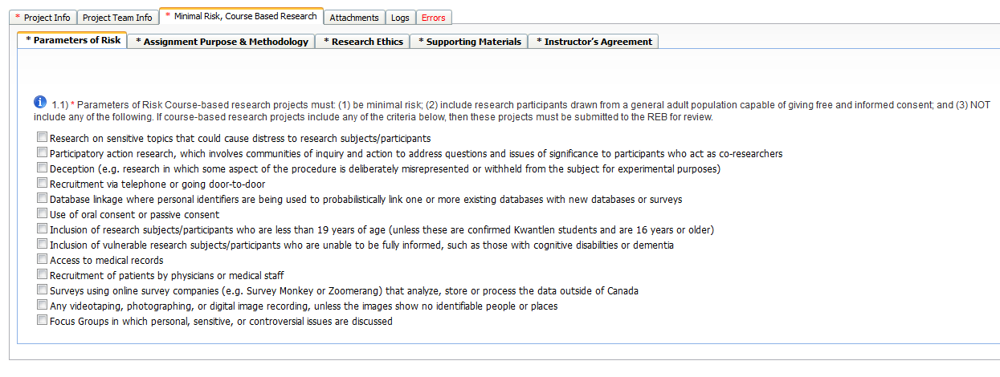 * Project Info Project Team Info * Minimal Risk, Course Based Research Attachments Logs Errors
* Parameters of Risk * Assignment Purpose & Methodology * Research Ethics * Supporting Materials * Instructor's Agreement
1.1) * Parameters of Risk Course-based research projects must: (1) be minimal risk; (2) include research participants drawn from a general adult population capable of giving free and informed consent; and (3) NOT
include any of the following. If course-based research projects include any of the criteria below, then these projects must be submitted to the REB for review.
Research on sensitive topics that could cause distress to research subjects/participants
Participatory action research, which involves communities of inquiry and action to address questions and issues of significance to participants who act as co-researchers
Deception (e.g. research in which some aspect of the procedure is deliberately misrepresented or withheld from the subject for experimental purposes)
Recruitment via telephone or going door-to-door
Database linkage where personal identifiers are being used to probabilistically link one or more existing databases with new databases or surveys
Use of oral consent or passive consent
Inclusion of research subjects/participants who are less than 19 years of age (unless these are confirmed Kwantlen students and are 16 years or older)
Inclusion of vulnerable research subjects/participants who are unable to be fully informed, such as those with cognitive disabilities or dementia
Access to medical records
Recruitment of patients by physicians or medical staff
Surveys using online survey companies (e.g. Survey Monkey or Zoomerang) that analyze, store or process the data outside of Canada
Any videotaping, photographing, or digital image recording, unless the images show no identifiable people or places
Focus Groups in which personal, sensitive, or controversial issues are discussed